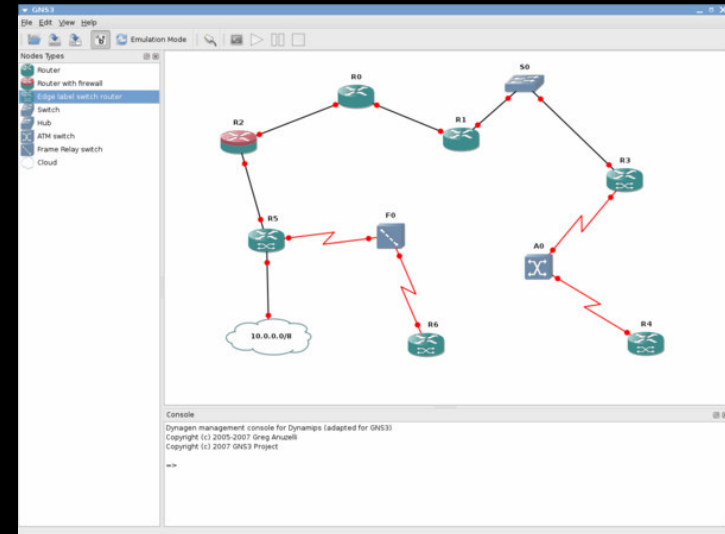 GNS3
File Edit View Help
Emulation Mode
Nodes Types
Router
Router with firewall
Edge label switch router
Switch
Hub
ATM switch
Frame Relay switch
Cloud
S0
R0
R1
R2
R3
R5
F0
A0
10.0.0.0/8
R6
R4
Console
Dynagen management console for Dynamips (adapted for GNS3)
Copyright (c) 2005-2007 Greg Anuzelli
Copyright (c) 2007 GNS3 Project
=>